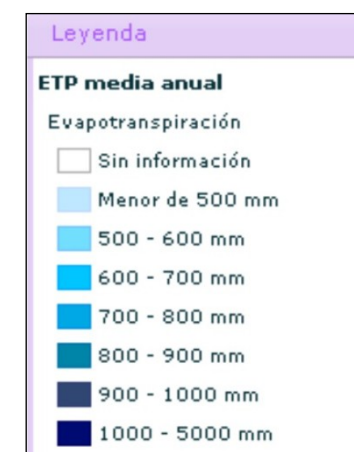 Leyenda
ETP media anual
Evapotranspiración
Sin información
Menor de 500 mm
500 - 600 mm
600 - 700 mm
700 - 800 mm
800 - 900 mm
900 - 1000 mm
1000 - 5000 mm